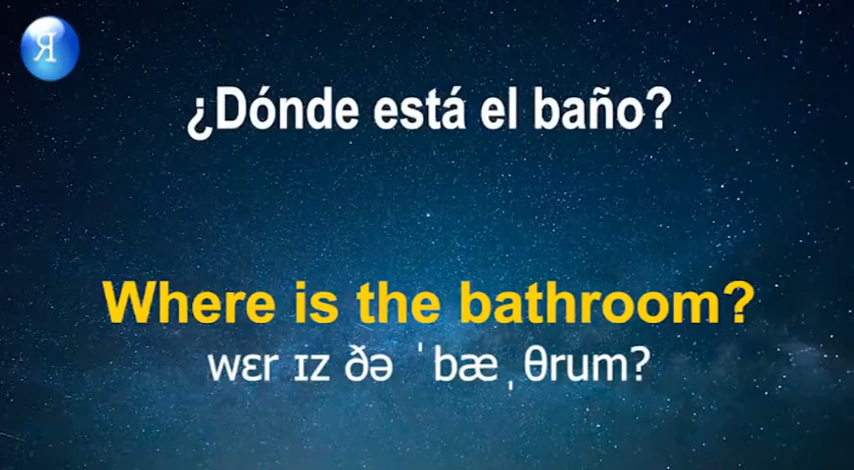 Я
¿Dónde está el baño?
Where is the bathroom?
wɛr ɪz ðə ˈbæˌθrum?